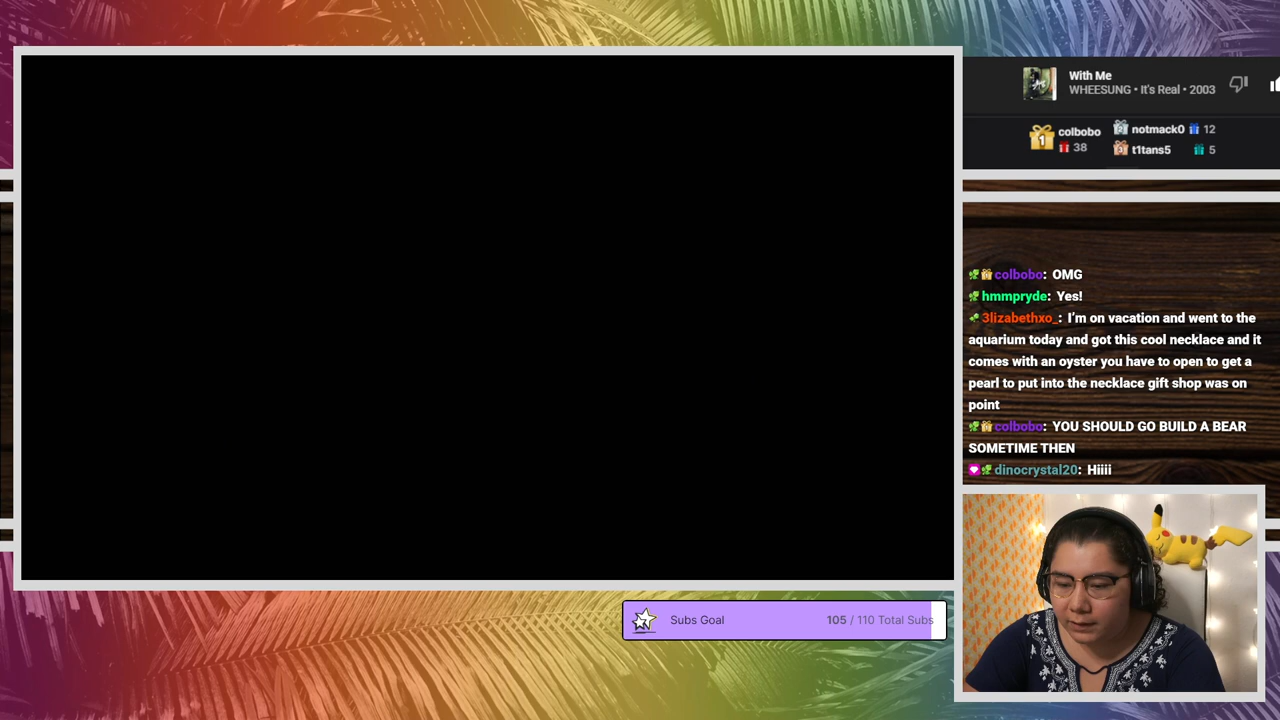 With Me
WHEESUNG • It's Real • 2003
colbobo
38
notmack0 12
t1tans5 5
colbobo: OMG
hmmpryde: Yes!
3lizabethxo_: I'm on vacation and went to the
aquarium today and got this cool necklace and it
comes with an oyster you have to open to get a
pearl to put into the necklace gift shop was on
point
colbobo: YOU SHOULD GO BUILD A BEAR
SOMETIME THEN
dinocrystal20: Hiiii
Subs Goal 105 / 110 Total Subs